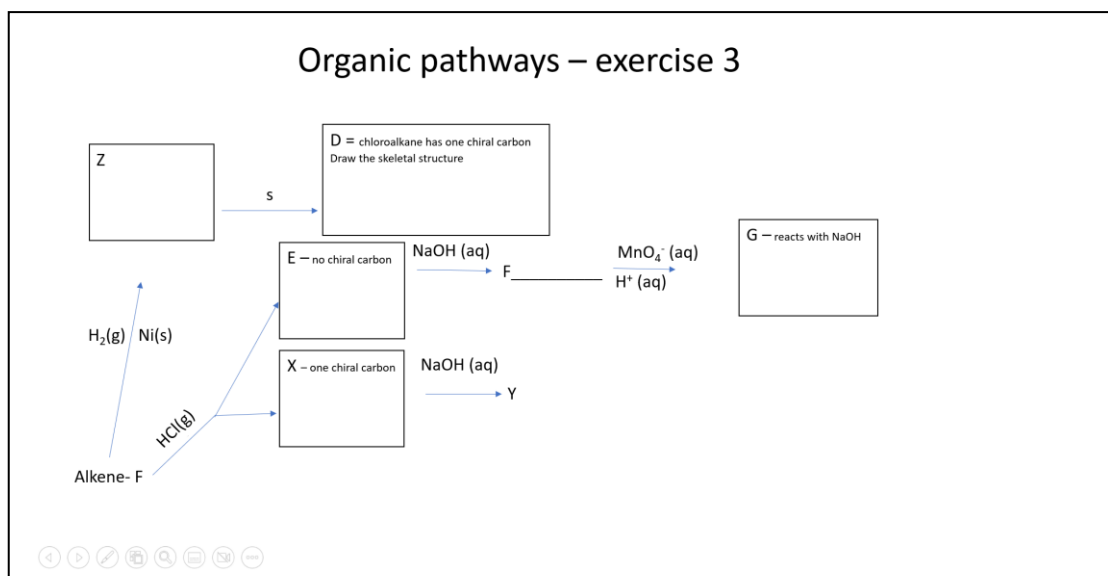 Organic pathways – exercise 3
Z
D = chloroalkane has one chiral carbon
Draw the skeletal structure
s
G – reacts with NaOH
E – no chiral carbon
NaOH (aq)
F____________
MnO₄⁻ (aq)
H⁺ (aq)
H₂(g) Ni(s)
X – one chiral carbon
NaOH (aq)
Y
HCl(g)
Alkene- F